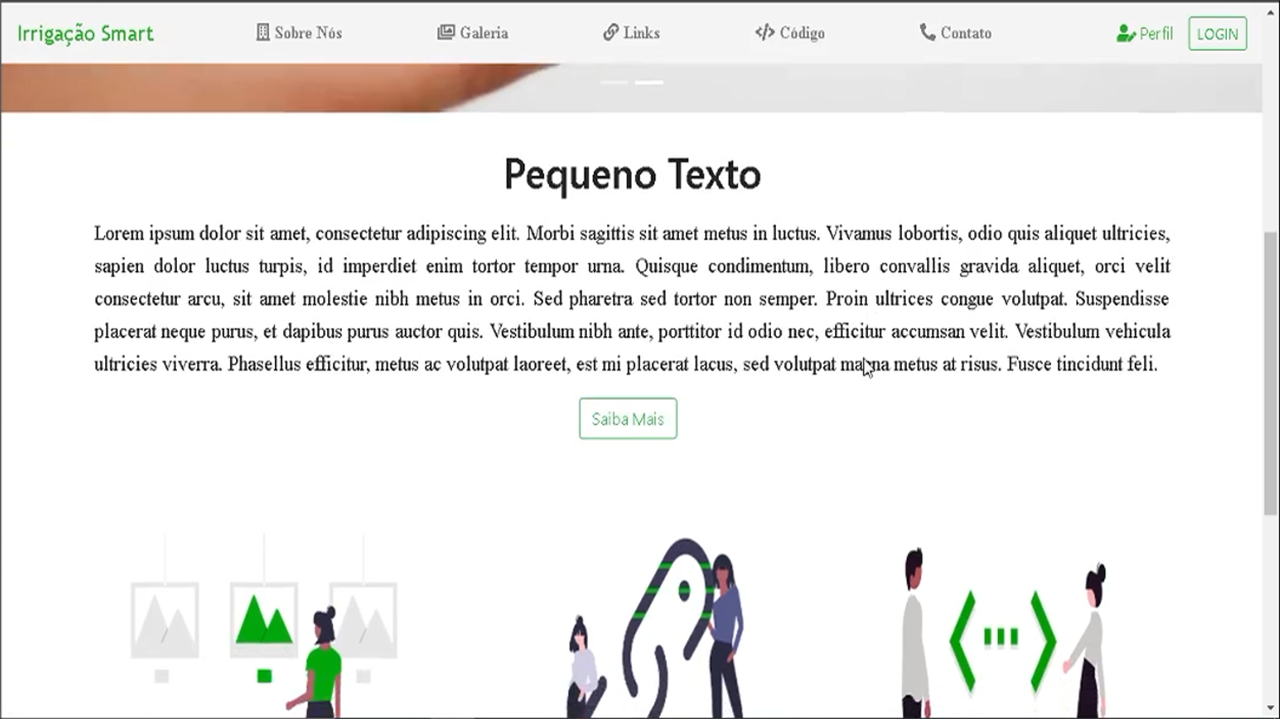 Irrigação Smart
Sobre Nós
Galeria
Links
Código
Contato
Perfil
LOGIN
Pequeno Texto
Lorem ipsum dolor sit amet, consectetur adipiscing elit. Morbi sagittis sit amet metus in luctus. Vivamus lobortis, odio quis aliquet ultricies,
sapien dolor luctus turpis, id imperdiet enim tortor tempor urna. Quisque condimentum, libero convallis gravida aliquet, orci velit
consectetur arcu, sit amet molestie nibh metus in orci. Sed pharetra sed tortor non semper. Proin ultrices congue volutpat. Suspendisse
placerat neque purus, et dapibus purus auctor quis. Vestibulum nibh ante, porttitor id odio nec, efficitur accumsan velit. Vestibulum vehicula
ultricies viverra. Phasellus efficitur, metus ac volutpat laoreet, est mi placerat lacus, sed volutpat magna metus at risus. Fusce tincidunt feli.
Saiba Mais